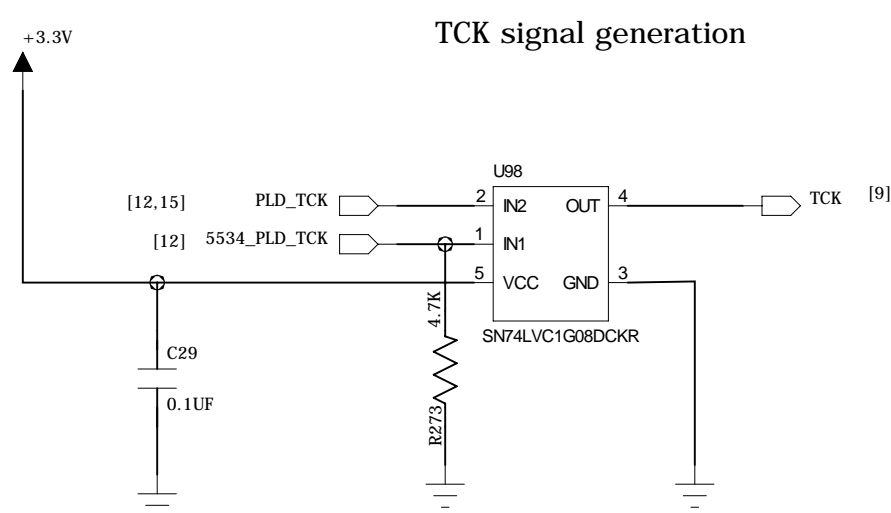 +3.3V
TCK signal generation
U98
[12,15] PLD_TCK 2 IN2 OUT 4 TCK [9]
[12] 5534_PLD_TCK 1 IN1
5 VCC GND 3
4.7K
SN74LVC1G08DCKR
C29
0.1UF
R273